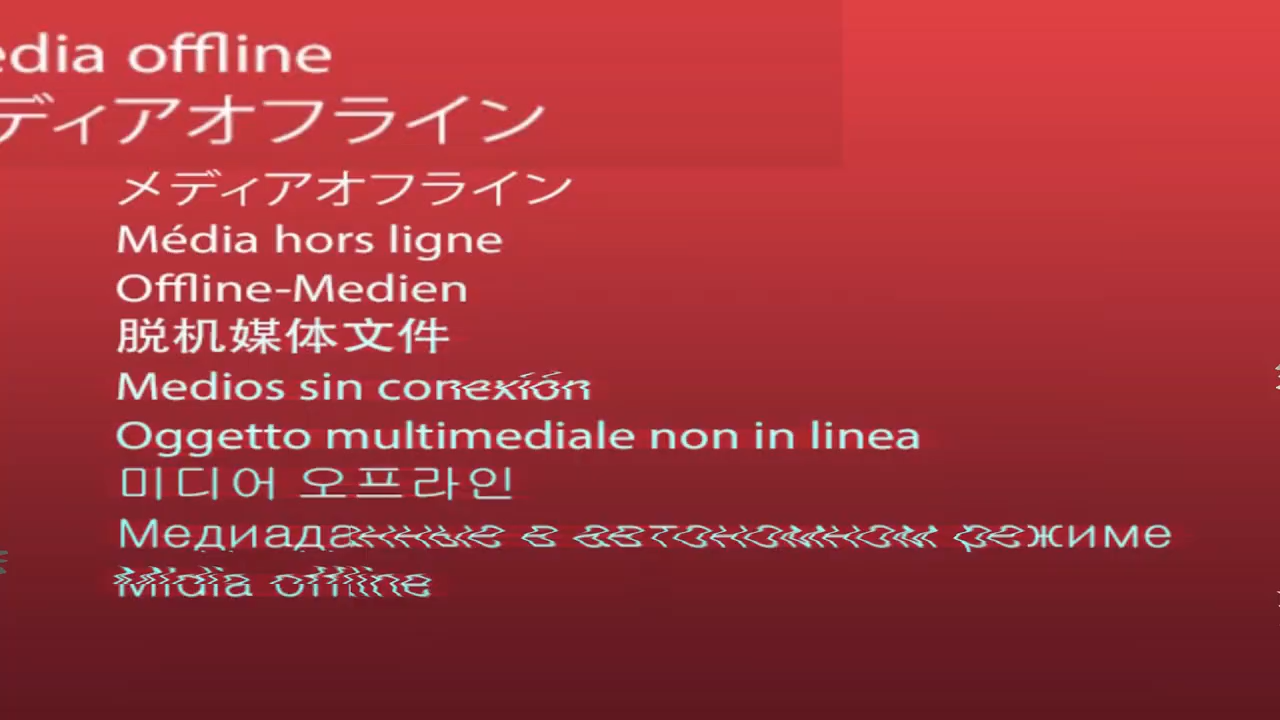 edia offline
ディアオフライン
メディアオフライン
Média hors ligne
Offline-Medien
脱机媒体文件
Medios sin conexión
Oggetto multimediale non in linea
미디어 오프라인
Медиаданные в автономном режиме
Mídia offline